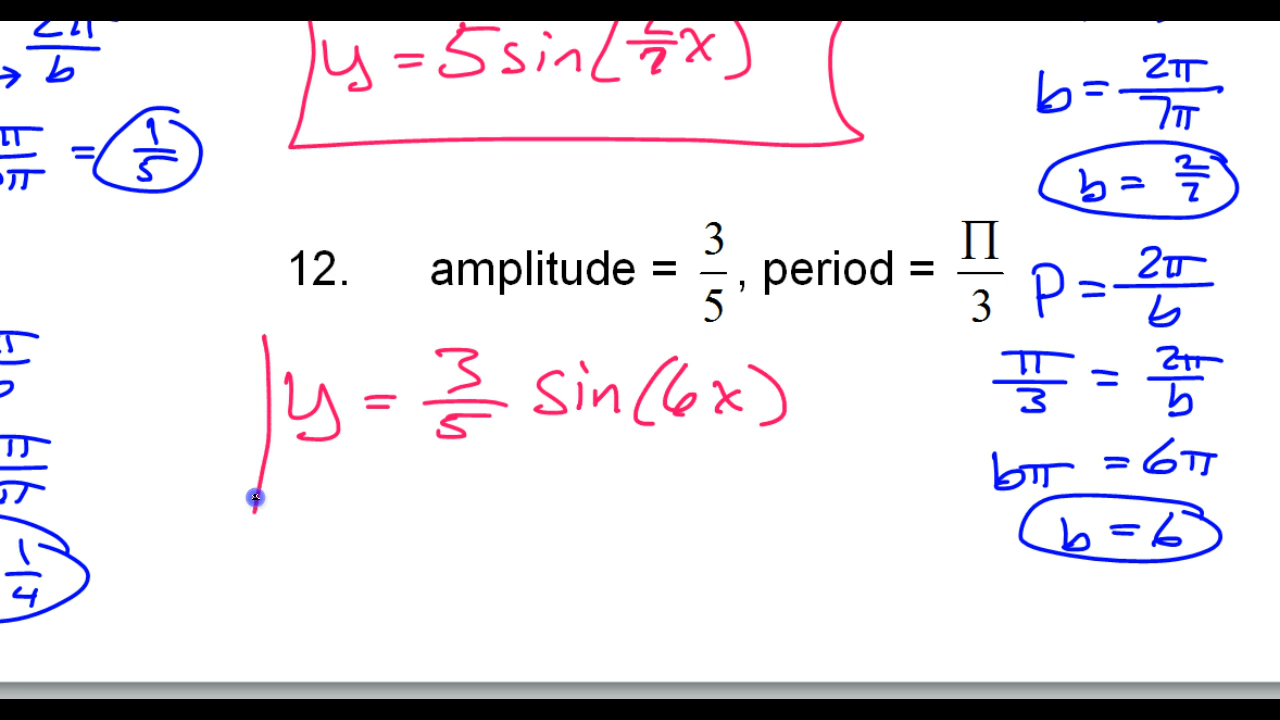 2π
b
y = 5 sin(2/7 x)
b = 2π/7π
π/π = 1/5
b = 2/7
12. amplitude = 3/5, period = Π/3
P = 2π/b
y = 3/5 sin(6x)
π/3 = 2π/b
bπ = 6π
b = 6
1/4